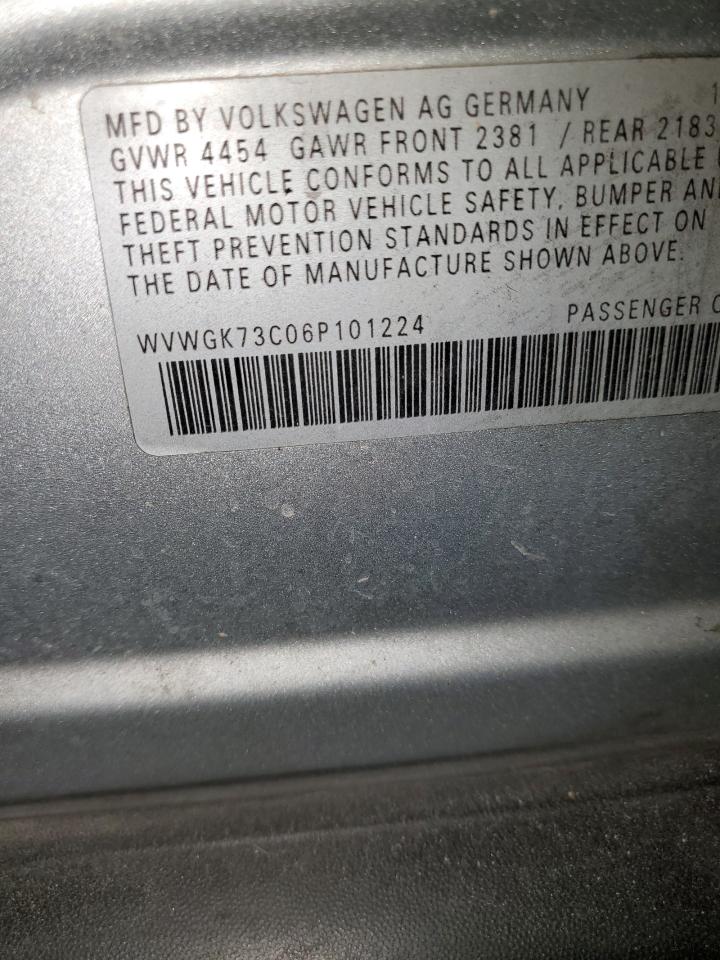 MFD BY VOLKSWAGEN AG GERMANY
GVWR 4454 GAWR FRONT 2381 / REAR 2183
THIS VEHICLE CONFORMS TO ALL APPLICABLE
FEDERAL MOTOR VEHICLE SAFETY, BUMPER AND
THEFT PREVENTION STANDARDS IN EFFECT ON
THE DATE OF MANUFACTURE SHOWN ABOVE.
WVWGK73C06P101224 PASSENGER